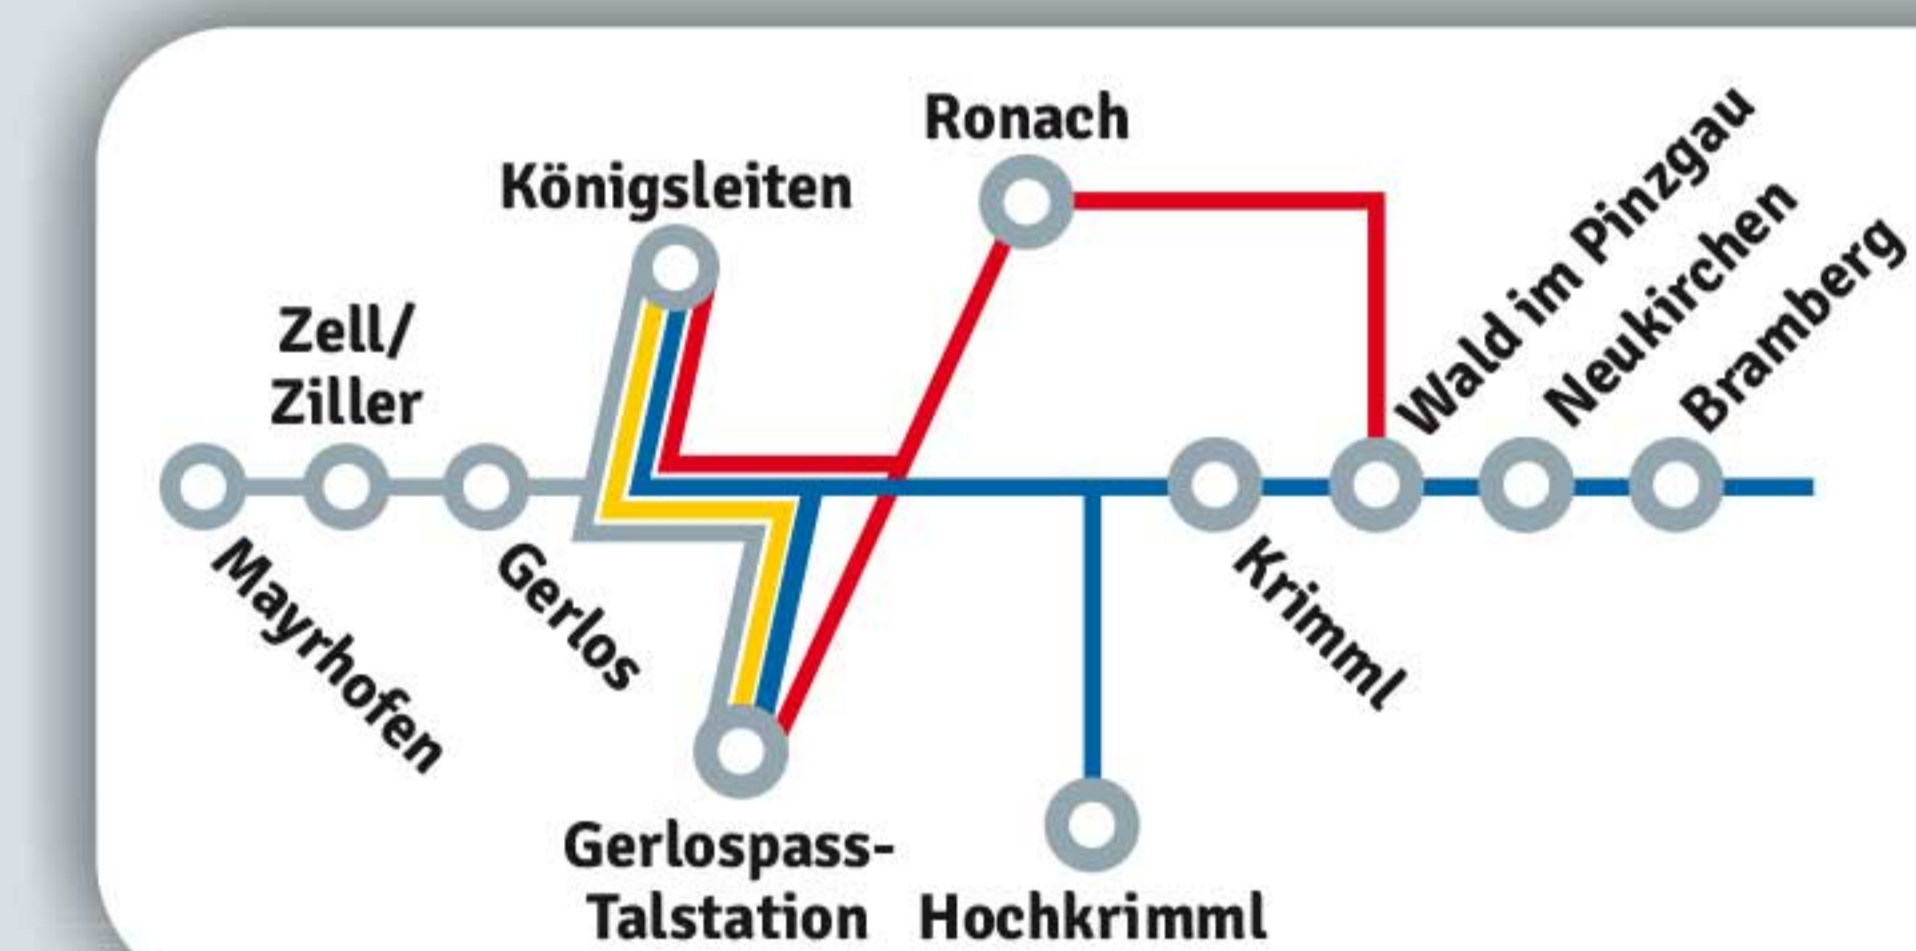 Ronach
Königsleiten
Zell/
Ziller
Wald im Pinzgau
Neukirchen
Bramberg
Mayrhofen
Gerlos
Krimml
Gerlospass-
Talstation
Hochkrimml